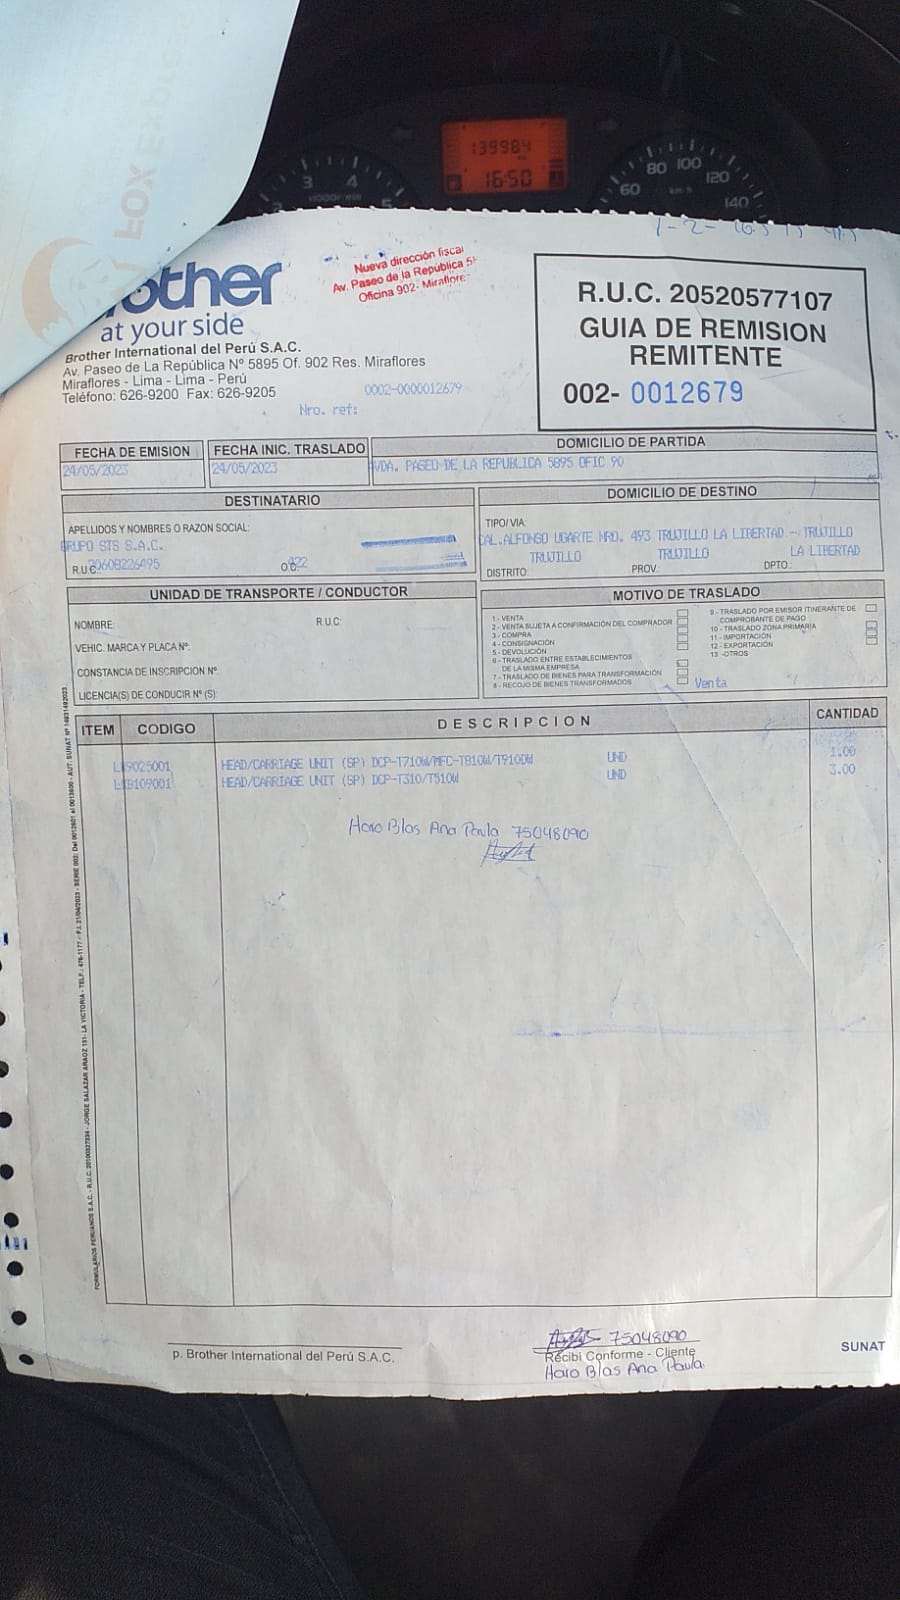 FOX Express
139984
16:50
3 4 5
60 80 100 120 140
km/h
brother
at your side
Nueva dirección fiscal
Av. Paseo de la República 5
Oficina 902- Miraflore
Brother International del Perú S.A.C.
Av. Paseo de La República Nº 5895 Of. 902 Res. Miraflores
Miraflores - Lima - Lima - Perú
Teléfono: 626-9200 Fax: 626-9205
0002-0000012679
Nro. ref:
R.U.C. 20520577107
GUIA DE REMISION
REMITENTE
002- 0012679
FECHA DE EMISION
24/05/2023
FECHA INIC. TRASLADO
24/05/2023
DOMICILIO DE PARTIDA
AVDA. PASEO DE LA REPUBLICA 5895 OFIC 90
DESTINATARIO
APELLIDOS Y NOMBRES O RAZON SOCIAL:
GRUPO STS S.A.C.
R.U.C. 20608226495
O.C. 422
DOMICILIO DE DESTINO
TIPO/ VIA:
CAL.ALFONSO UGARTE NRO. 493 TRUJILLO LA LIBERTAD - TRUJILLO
TRUJILLO TRUJILLO LA LIBERTAD
DISTRITO: PROV.: DPTO.:
UNIDAD DE TRANSPORTE / CONDUCTOR
NOMBRE: R.U.C:
VEHIC. MARCA Y PLACA Nº:
CONSTANCIA DE INSCRIPCION Nº:
LICENCIA(S) DE CONDUCIR Nº (S):
MOTIVO DE TRASLADO
1 - VENTA
2 - VENTA SUJETA A CONFIRMACIÓN DEL COMPRADOR
3 - COMPRA
4 - CONSIGNACIÓN
5 - DEVOLUCIÓN
6 - TRASLADO ENTRE ESTABLECIMIENTOS
DE LA MISMA EMPRESA
7 - TRASLADO DE BIENES PARA TRANSFORMACIÓN
8 - RECOJO DE BIENES TRANSFORMADOS
9 - TRASLADO POR EMISOR ITINERANTE DE
COMPROBANTE DE PAGO
10 - TRASLADO ZONA PRIMARIA
11 - IMPORTACIÓN
12 - EXPORTACIÓN
13 - OTROS
Venta
ITEM CODIGO DESCRIPCION CANTIDAD
HEAD/CARRIAGE UNIT (SP) DCP-T710W/MFC-T810W/T910DW UND 1.00
HEAD/CARRIAGE UNIT (SP) DCP-T310/T510W UND 3.00
Haro Blas Ana Paula 75048090
75048090
p. Brother International del Perú S.A.C.
Recibi Conforme - Cliente
Haro Blas Ana Paula
SUNAT